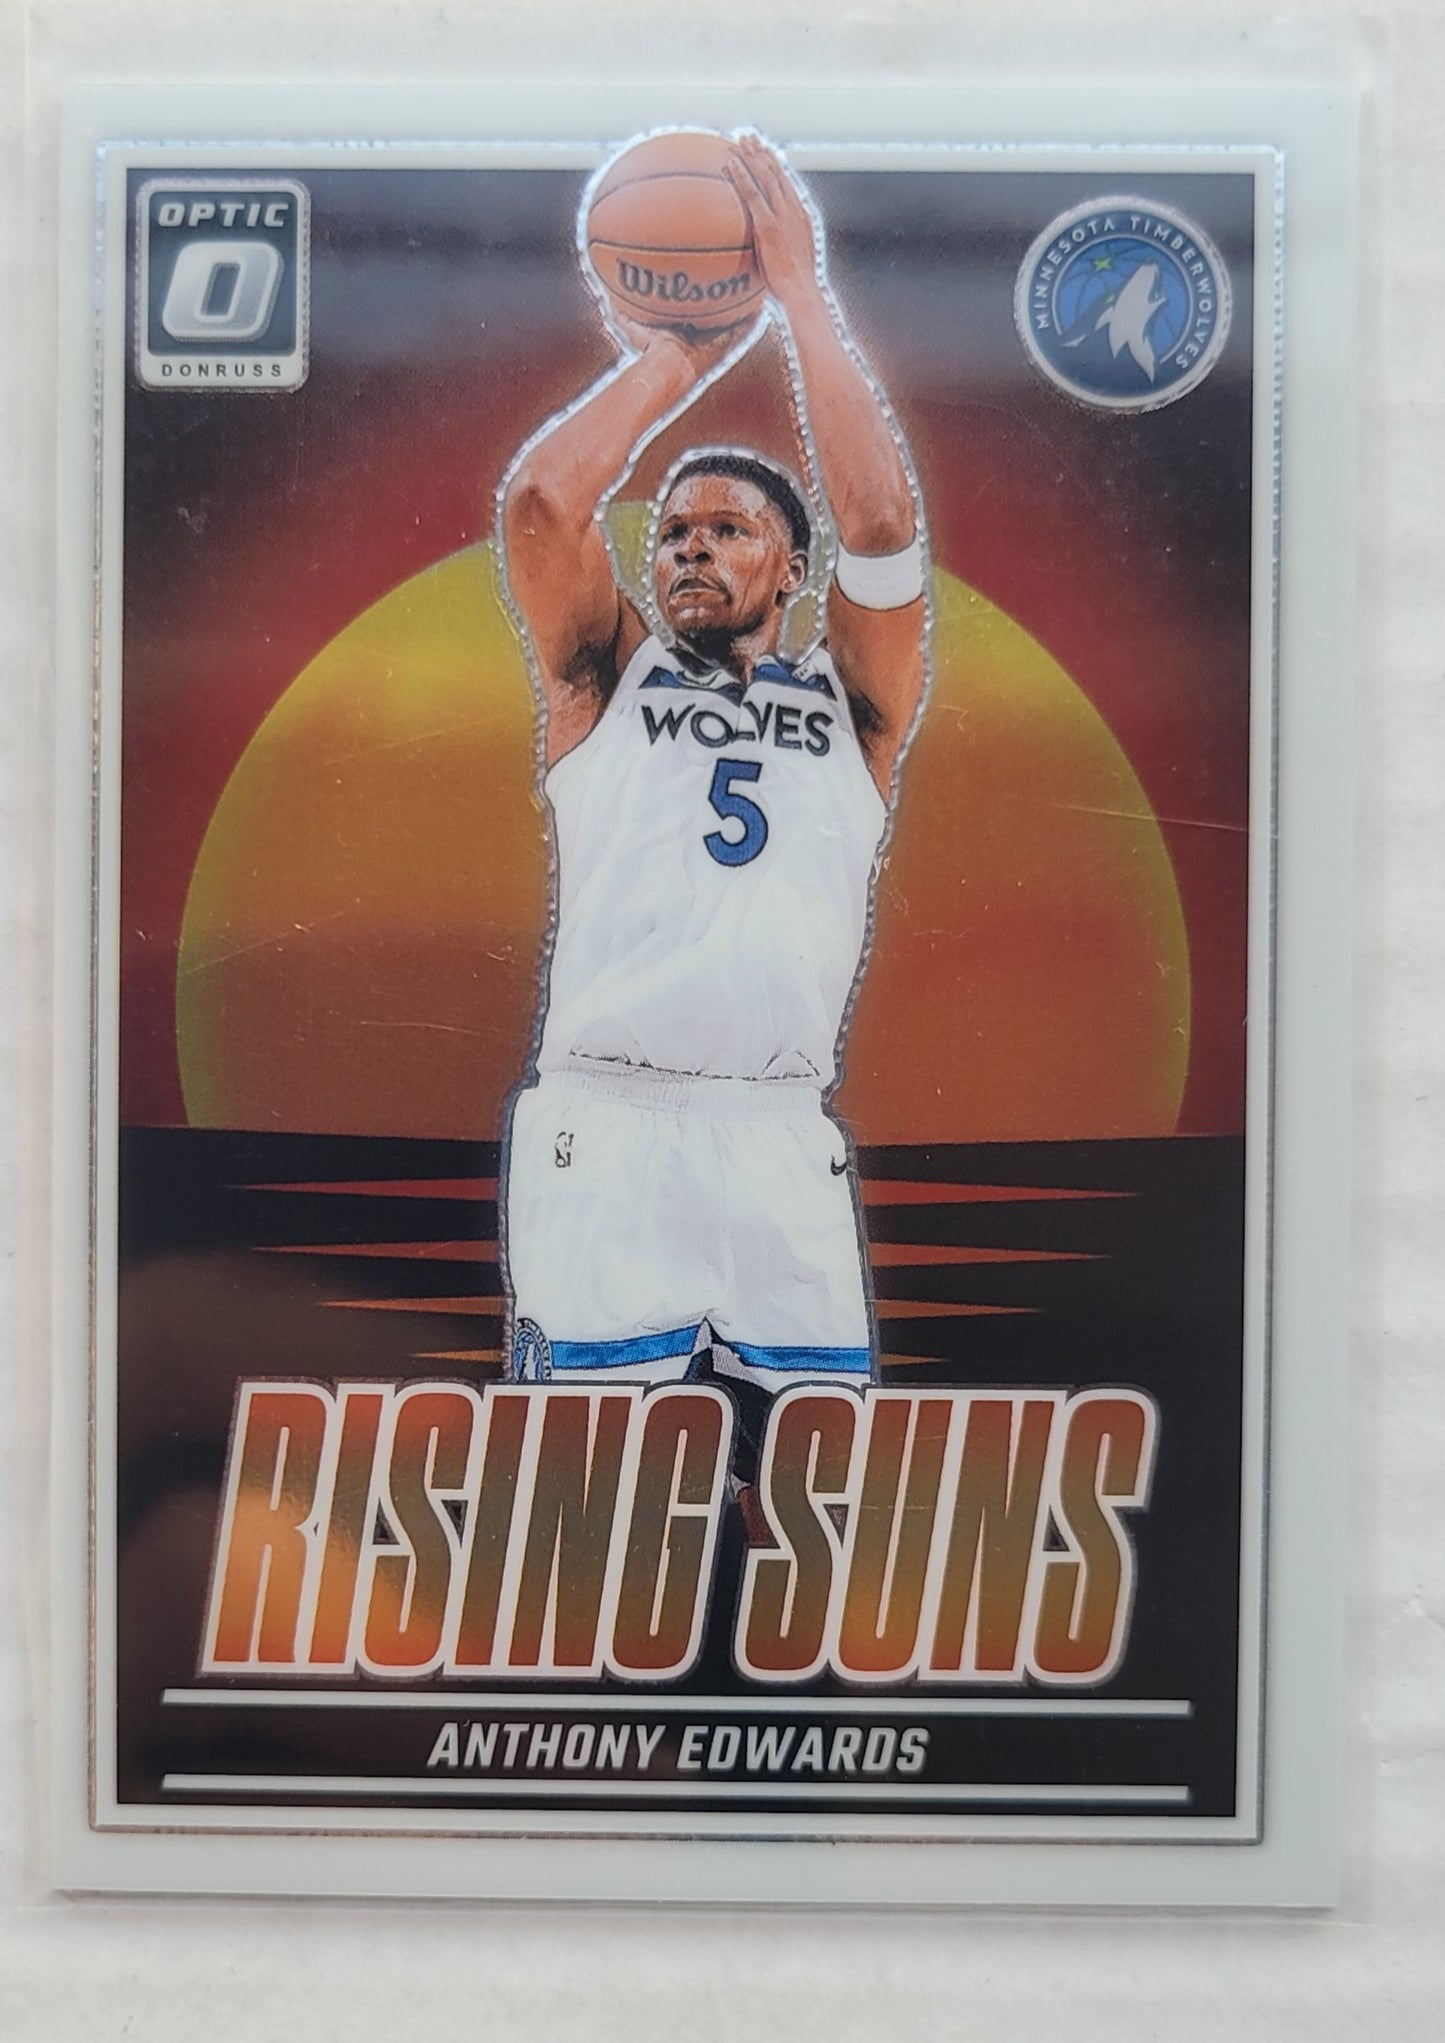 OPTIC
O
DONRUSS
MINNESOTA TIMBERWOLVES
Wilson
WOLVES
5
RISING SUNS
ANTHONY EDWARDS